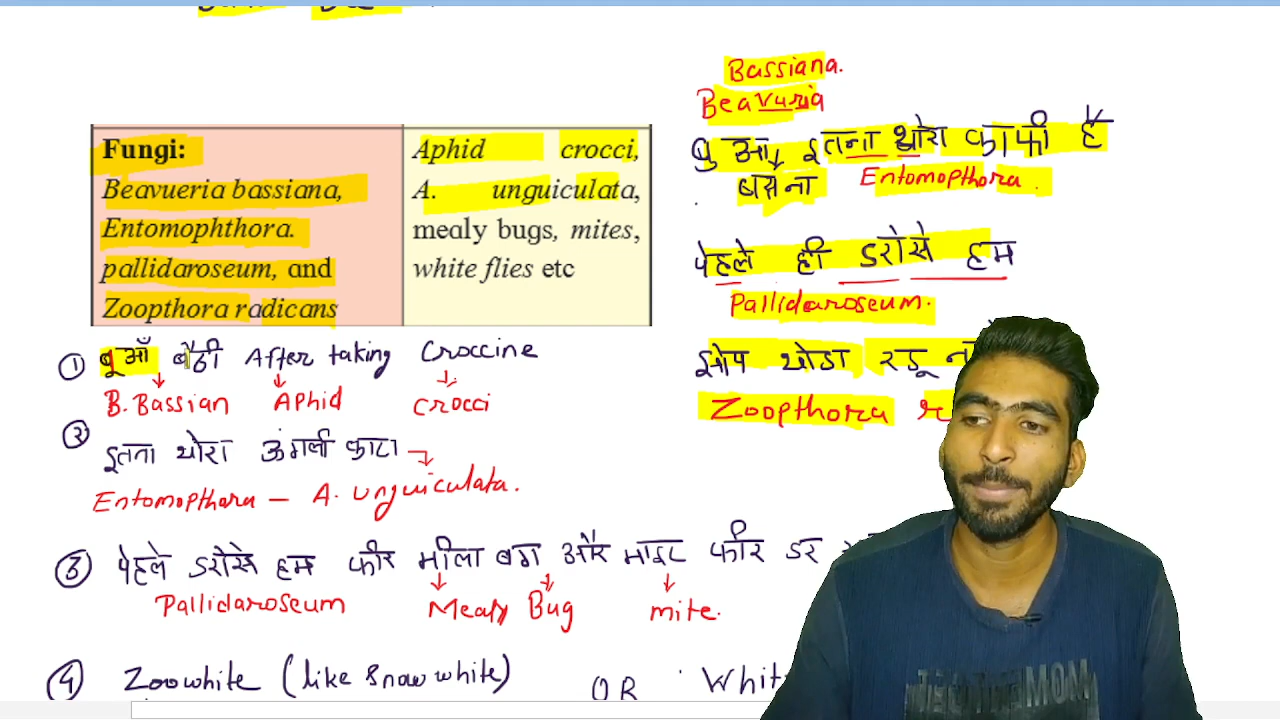 Bassiana.
Beavuria
बु आ, इतना थोरा काफी है
बसना Entomopthora.
पेहले ही डरोसे हम
Pallidaroseum.
झोप थोडा रडू
Zoopthora
Fungi:
Beavueria bassiana,
Entomophthora.
pallidaroseum, and
Zoopthora radicans
Aphid crocci,
A. unguiculata,
mealy bugs, mites,
white flies etc
① बूआँ बैठी After taking Croccine
B. Bassian Aphid Crocci
२ इतना थोरा ऊंगली काटा
Entomopthora – A. unguiculata.
③ पेहले डरोसे हम फीर मीला बग और माइट फीर डर
Pallidaroseum Mealy Bug mite.
④ Zoowhite (like Snow white) OR